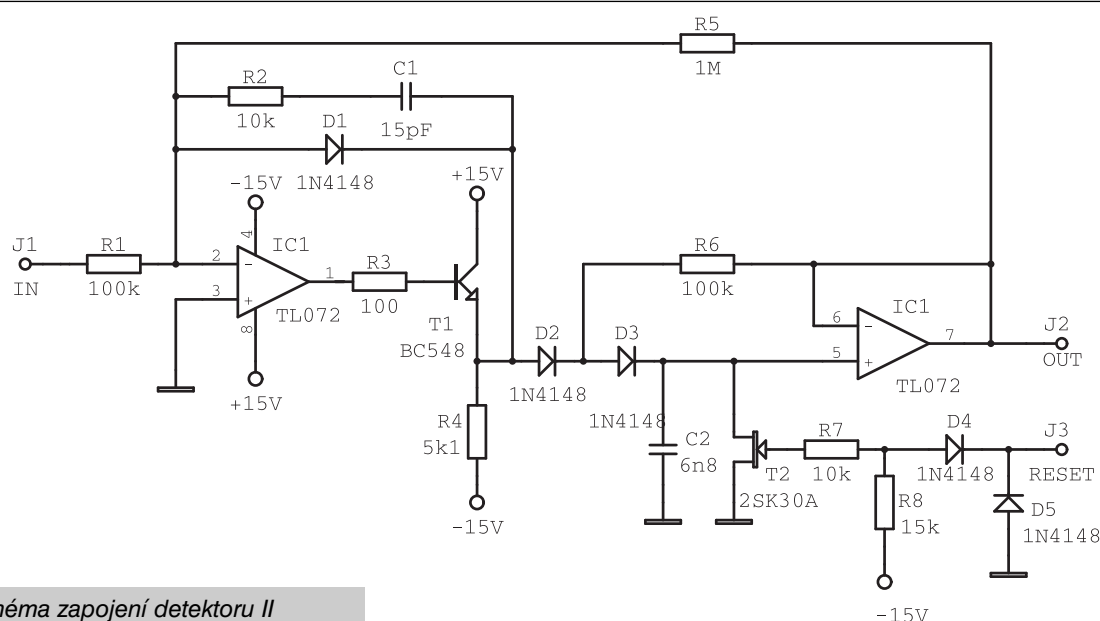 R5
1M
R2
10k
C1
15pF
D1
1N4148
-15V
+15V
4
J1
IN
R1
100k
2
3
-
+
IC1
1
TL072
8
+15V
R3
100
T1
BC548
R4
5k1
-15V
D2
1N4148
D3
1N4148
R6
100k
C2
6n8
6
5
-
+
IC1
7
TL072
J2
OUT
T2
2SK30A
R7
10k
R8
15k
-15V
D4
1N4148
J3
RESET
D5
1N4148
héma zapojení detektoru II